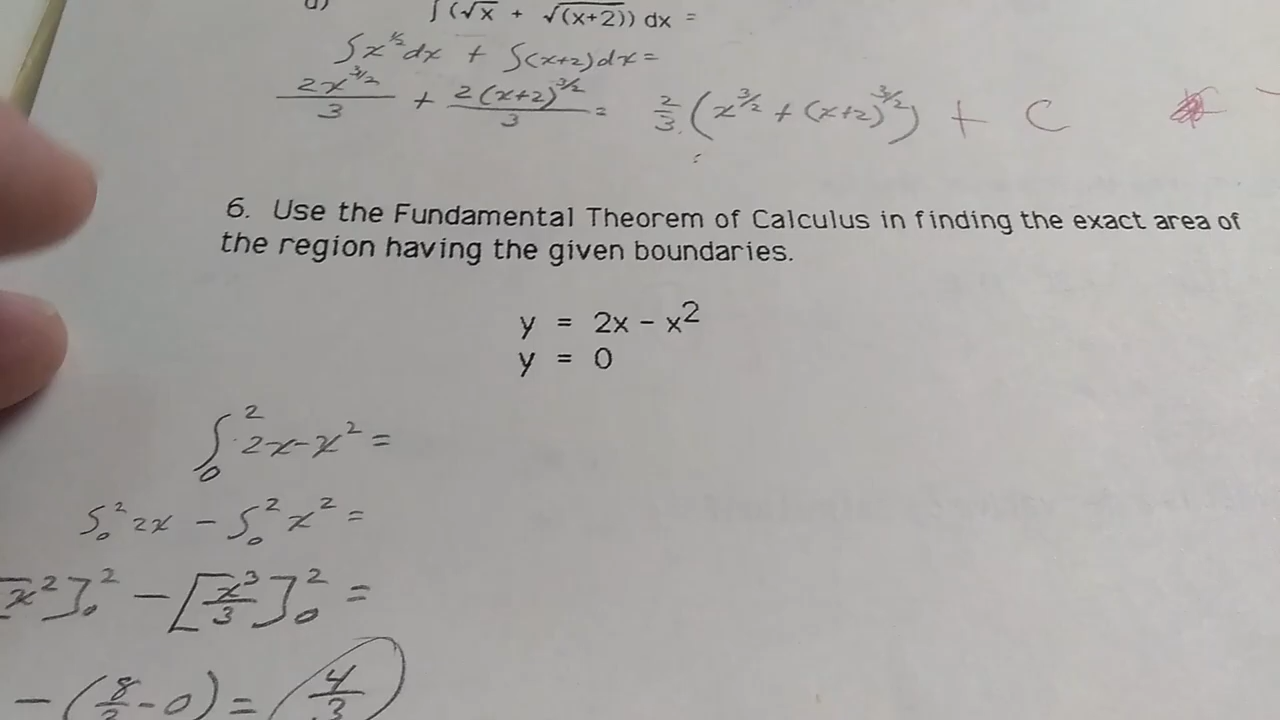 d) ∫(√x + √(x+2)) dx =
∫x^½ dx + ∫(x+2) dx =
2x^3/2 / 3 + 2(x+2)^3/2 / 3 = 2/3 (x^3/2 + (x+2)^3/2) + C
6. Use the Fundamental Theorem of Calculus in finding the exact area of
the region having the given boundaries.
y = 2x - x²
y = 0
∫₀² 2x-x² =
∫₀² 2x - ∫₀² x² =
[x²]₀² - [x³/3]₀² =
- (8/3 - 0) = 4/3